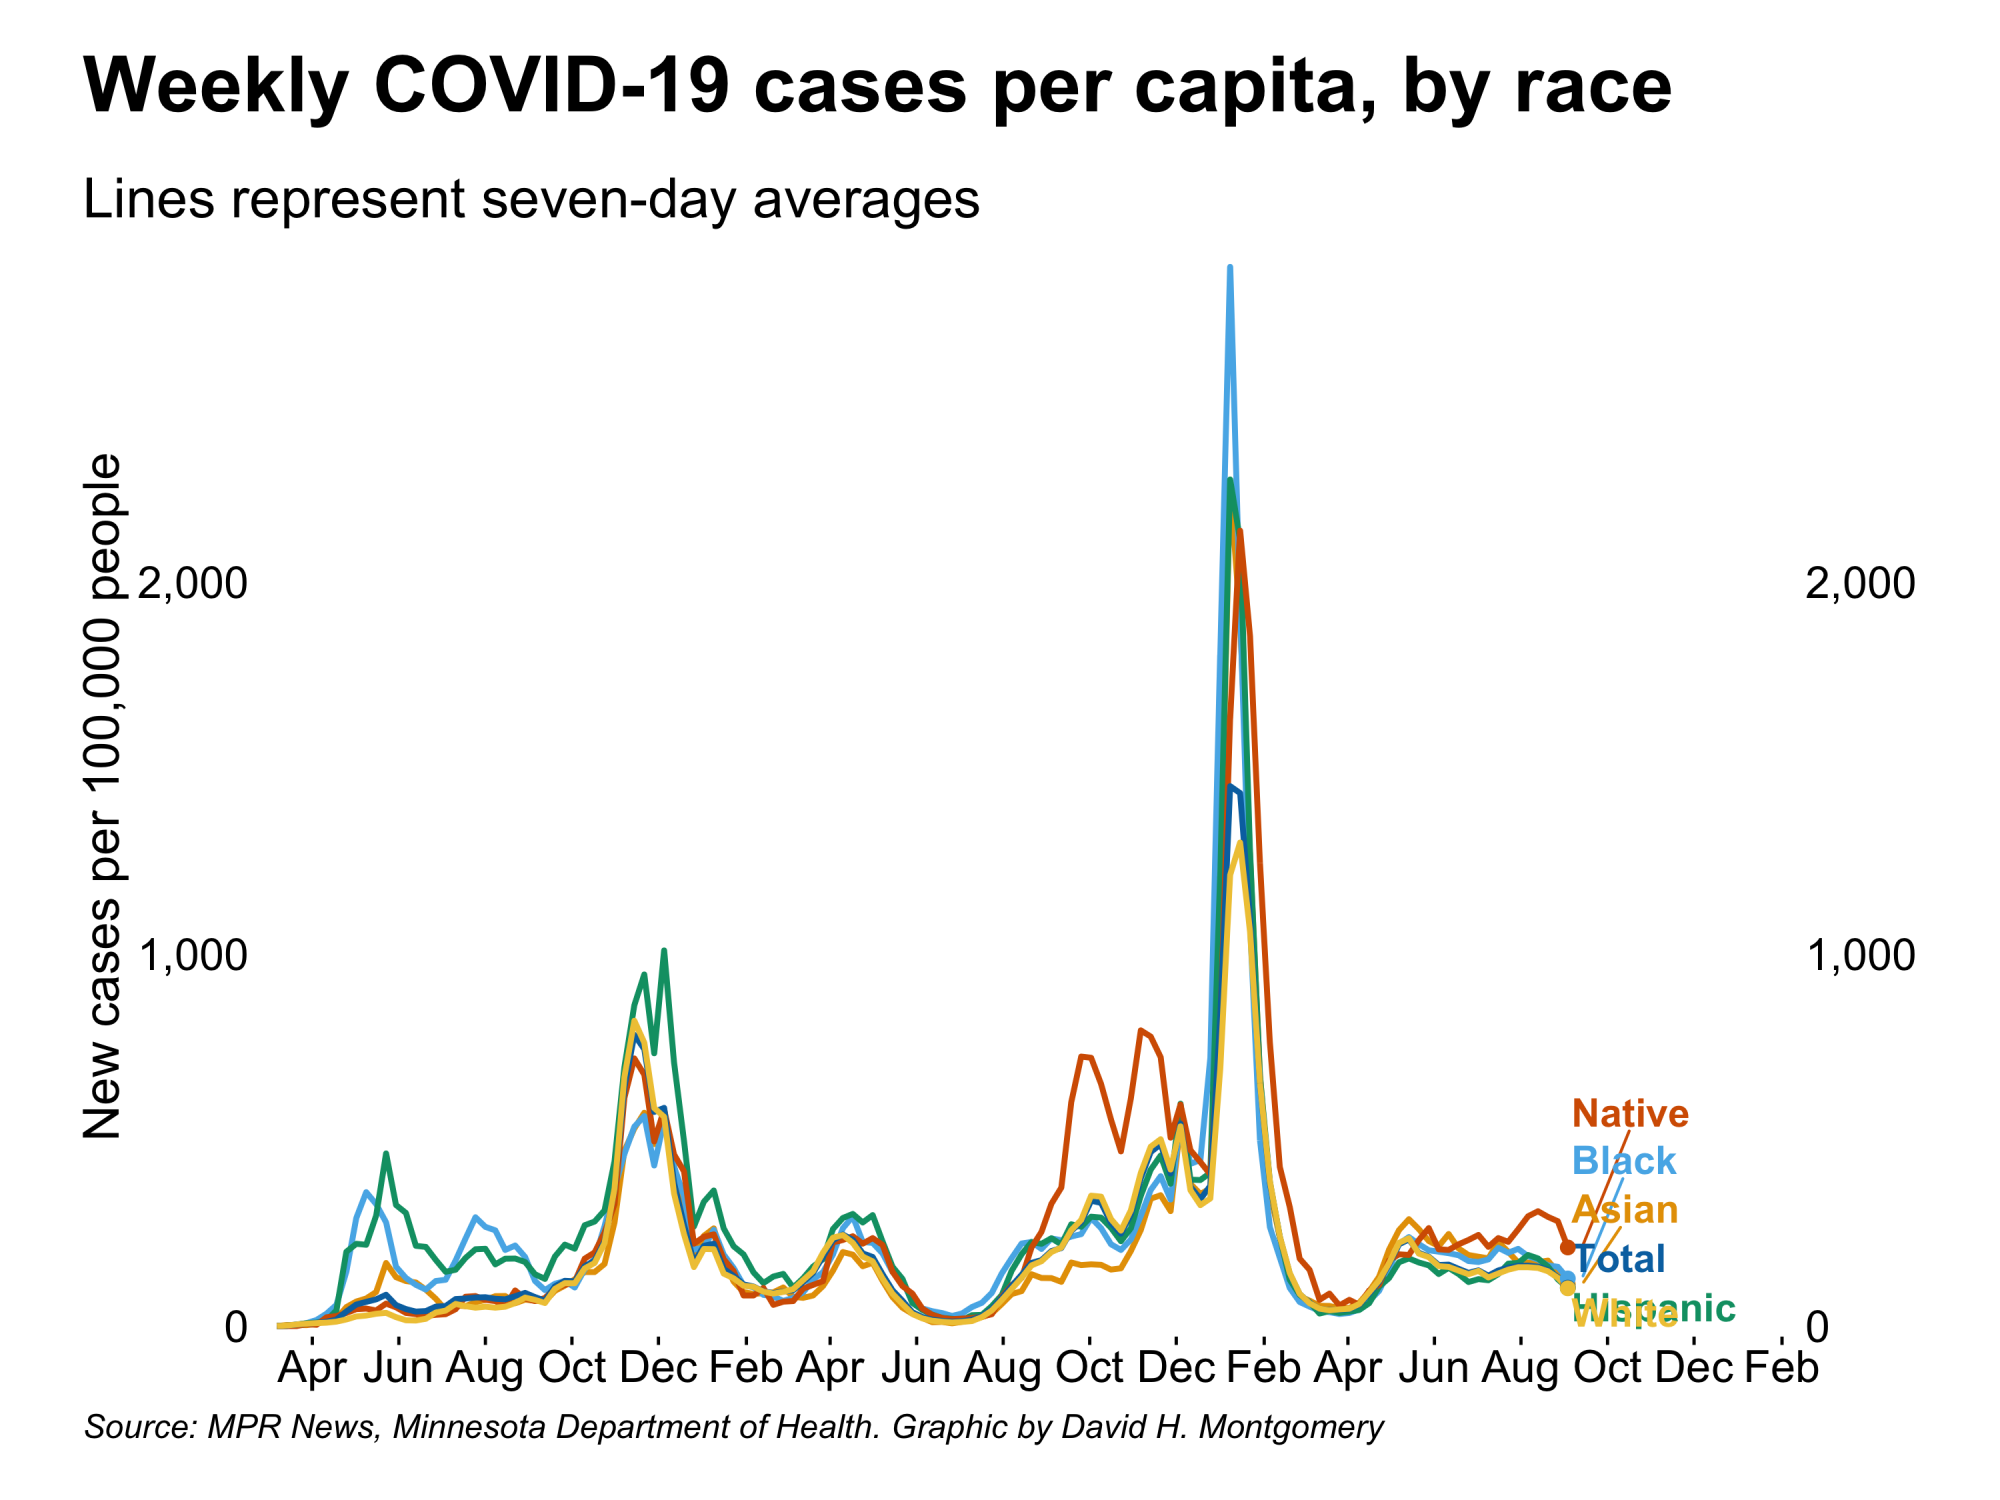 Weekly COVID-19 cases per capita, by race
Lines represent seven-day averages
New cases per 100,000 people
2,000
2,000
1,000
1,000
Native
Black
Asian
Total
Hispanic
White
0
0
Apr Jun Aug Oct Dec Feb Apr Jun Aug Oct Dec Feb Apr Jun Aug Oct Dec Feb
Source: MPR News, Minnesota Department of Health. Graphic by David H. Montgomery